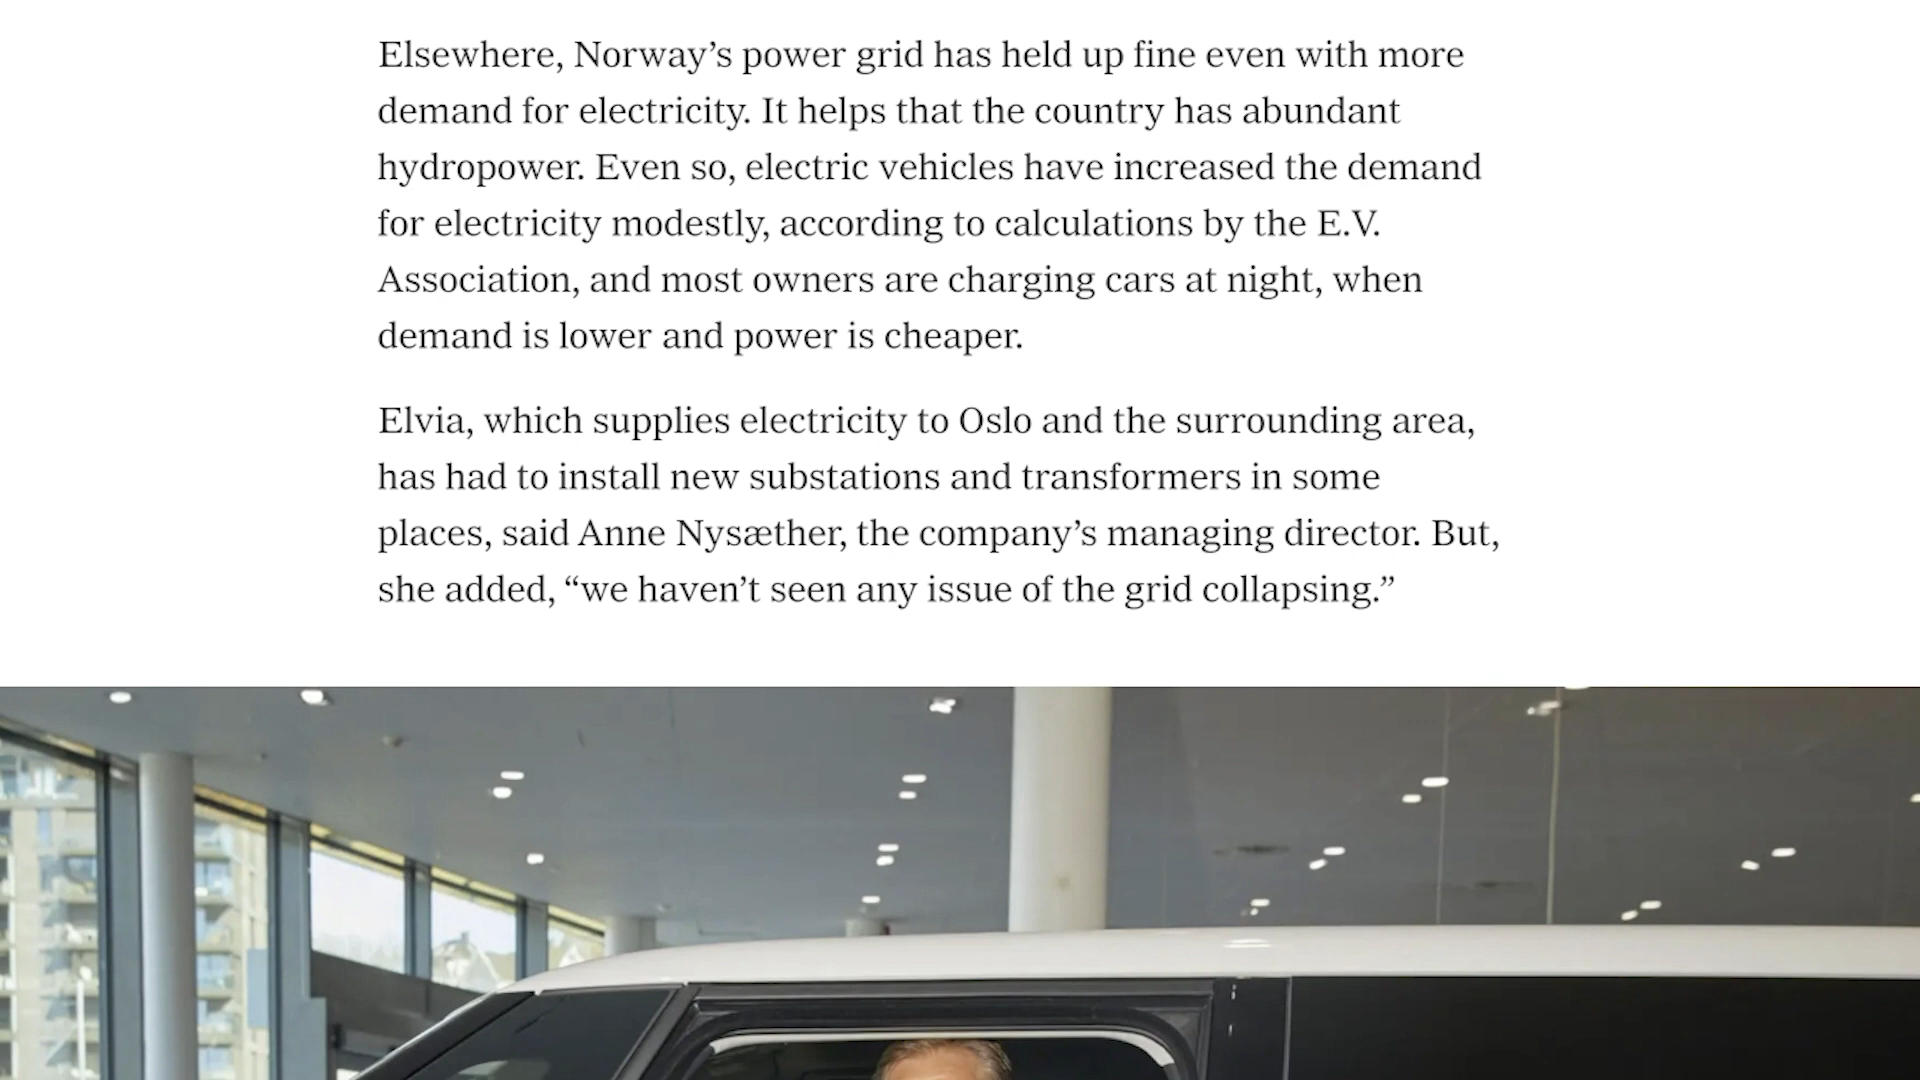 Elsewhere, Norway’s power grid has held up fine even with more
demand for electricity. It helps that the country has abundant
hydropower. Even so, electric vehicles have increased the demand
for electricity modestly, according to calculations by the E.V.
Association, and most owners are charging cars at night, when
demand is lower and power is cheaper.
Elvia, which supplies electricity to Oslo and the surrounding area,
has had to install new substations and transformers in some
places, said Anne Nysæther, the company’s managing director. But,
she added, “we haven’t seen any issue of the grid collapsing.”